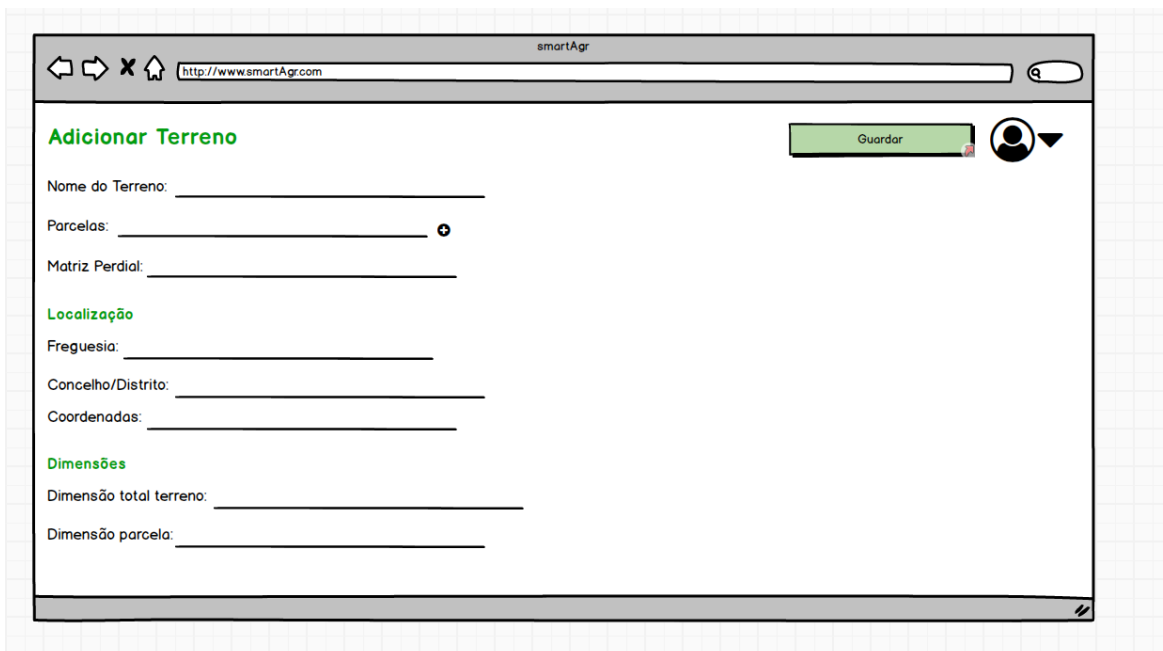 smartAgr
http://www.smartAgr.com
Adicionar Terreno
Guardar
Nome do Terreno:
Parcelas:
Matriz Perdial:
Localização
Freguesia:
Concelho/Distrito:
Coordenadas:
Dimensões
Dimensão total terreno:
Dimensão parcela: